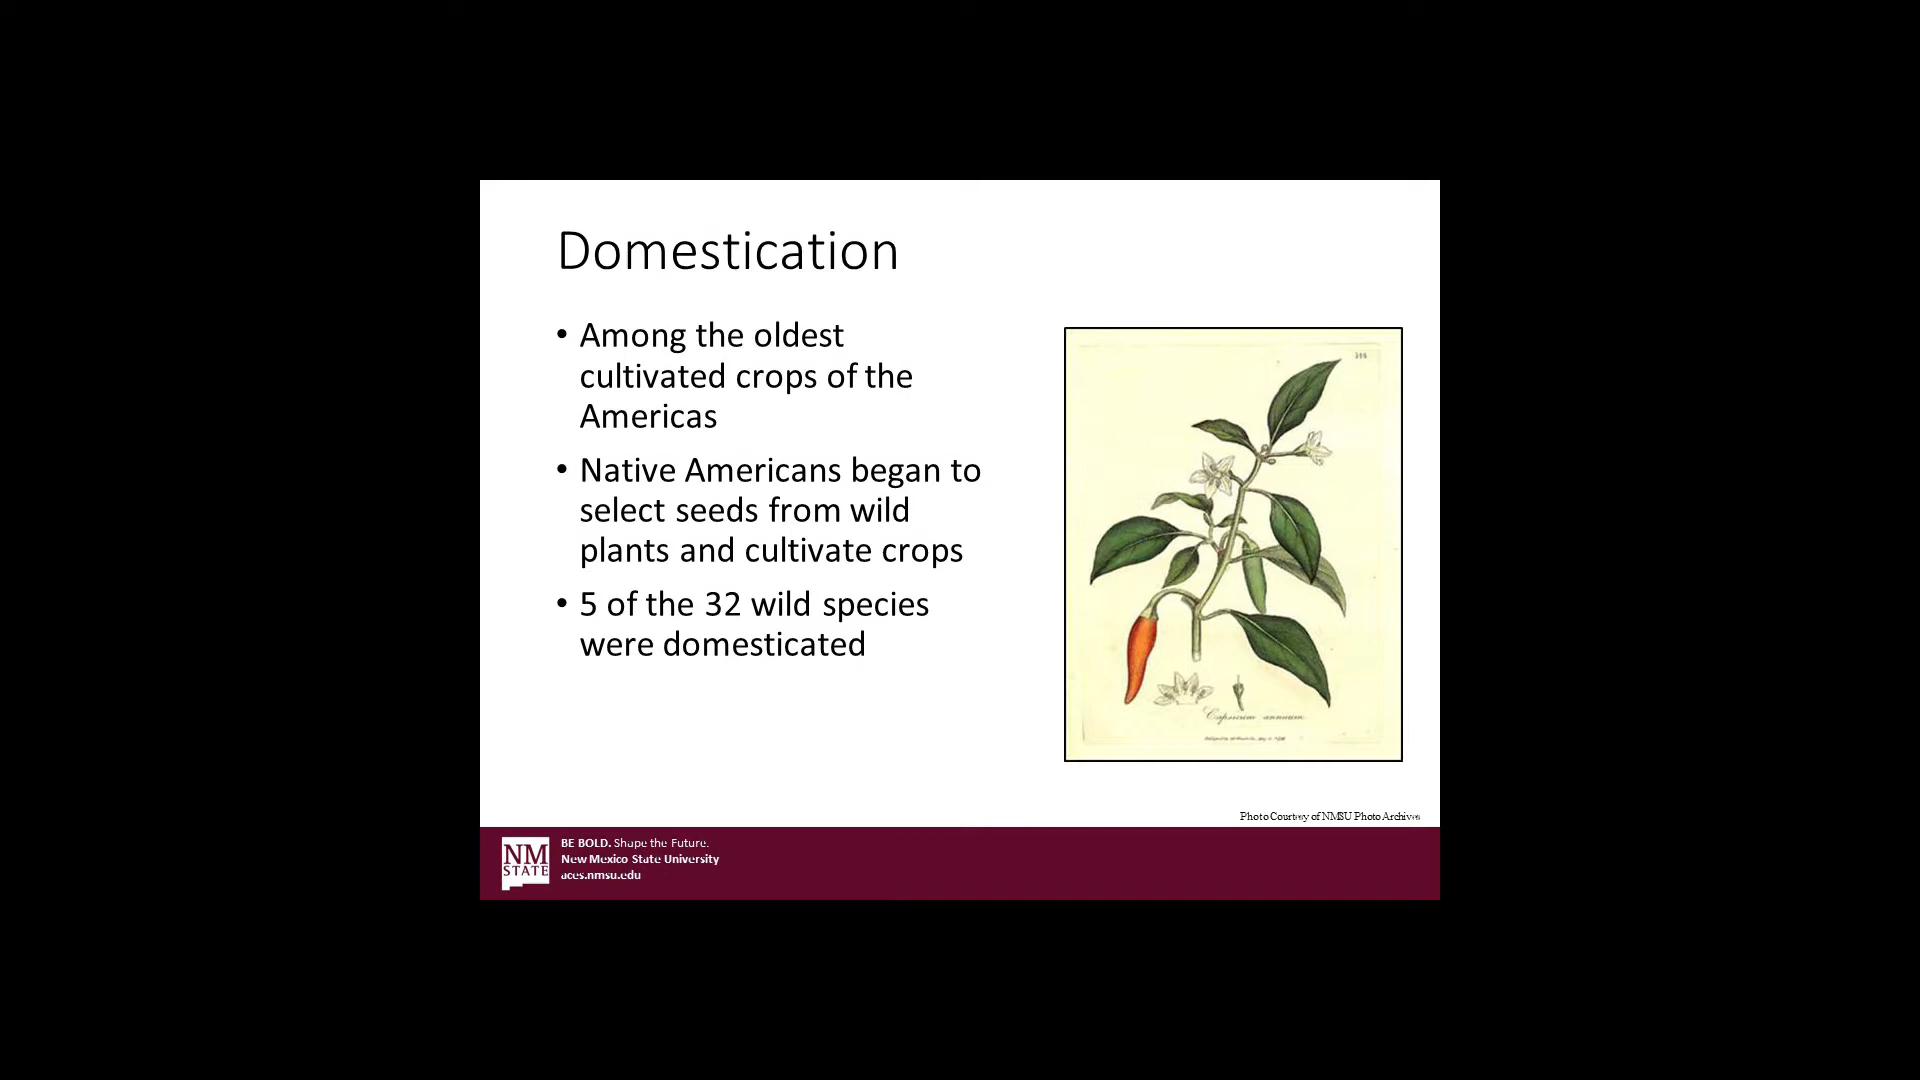 Domestication
• Among the oldest
cultivated crops of the
Americas
• Native Americans began to
select seeds from wild
plants and cultivate crops
• 5 of the 32 wild species
were domesticated
Capsicum annuum
Photo Courtesy of NMSU Photo Archives
NM
STATE
BE BOLD. Shape the Future.
New Mexico State University
aces.nmsu.edu